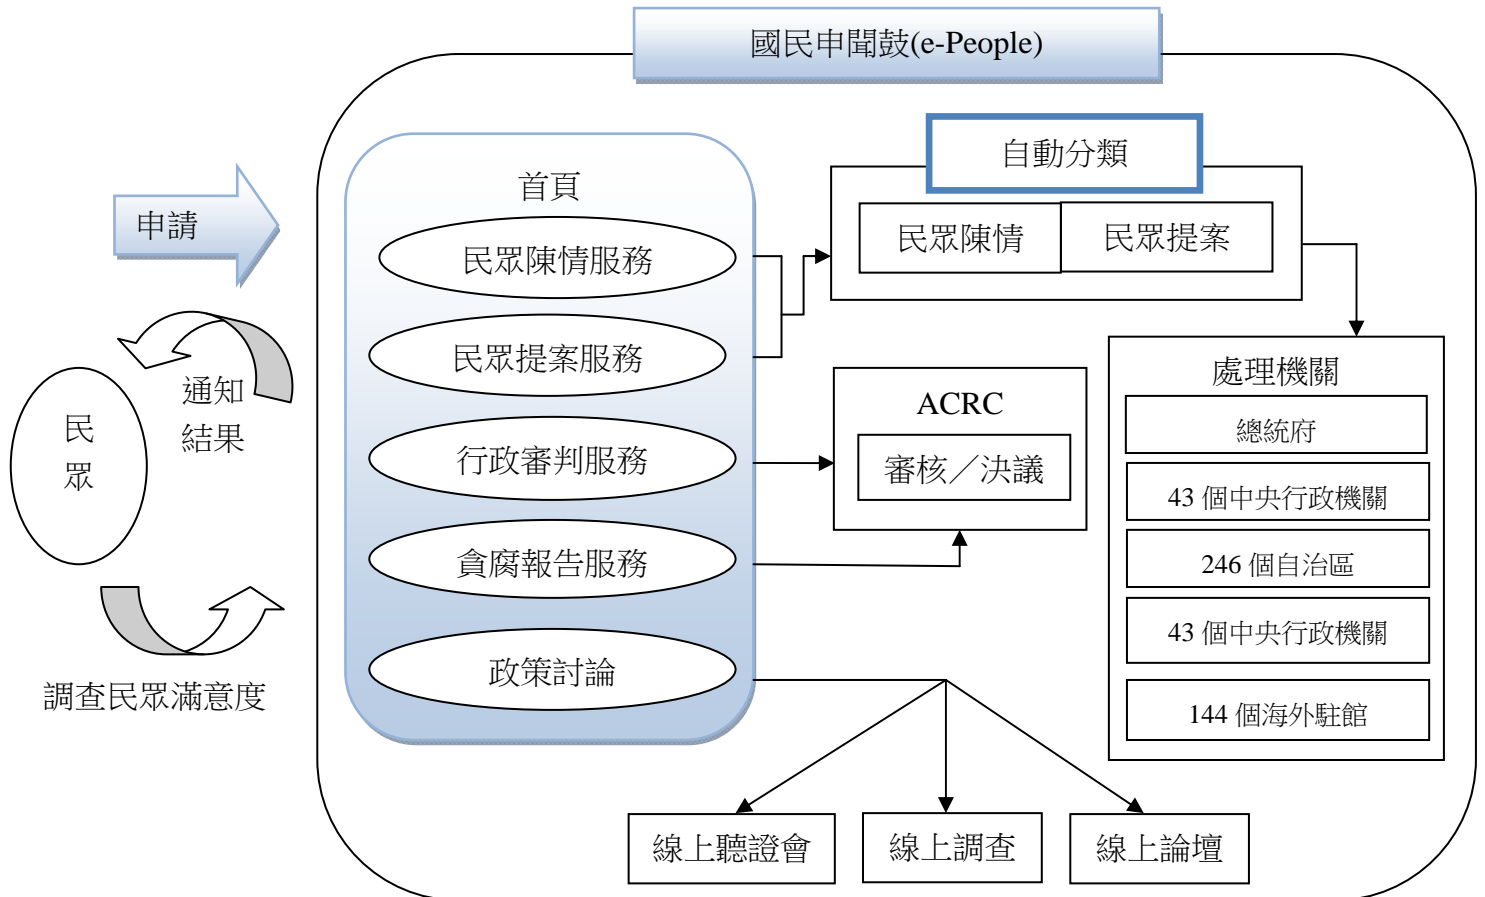 國民申聞鼓(e-People)
自動分類
首頁
申請
民眾陳情
民眾提案
民眾陳情服務
民眾提案服務
處理機關
通知
結果
ACRC
總統府
民
眾
行政審判服務
審核／決議
43 個中央行政機關
貪腐報告服務
246 個自治區
43 個中央行政機關
政策討論
調查民眾滿意度
144 個海外駐館
線上聽證會
線上調查
線上論壇